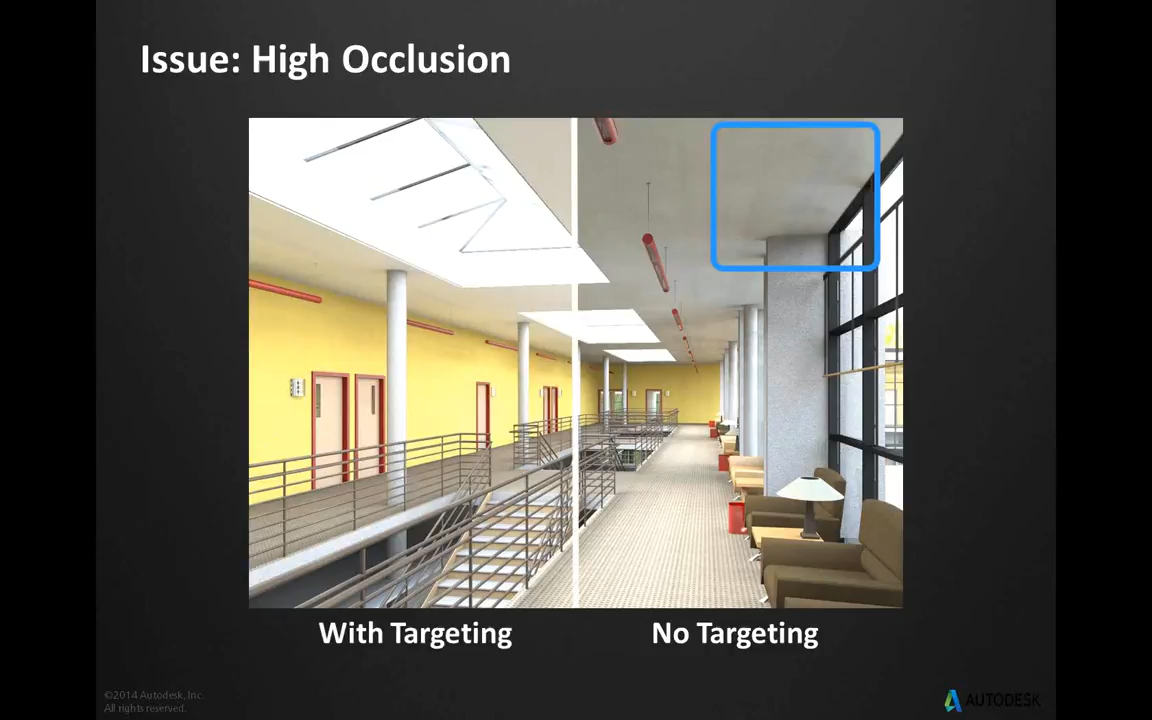 Issue: High Occlusion
With Targeting
No Targeting
©2014 Autodesk, Inc.
All rights reserved.
AUTODESK